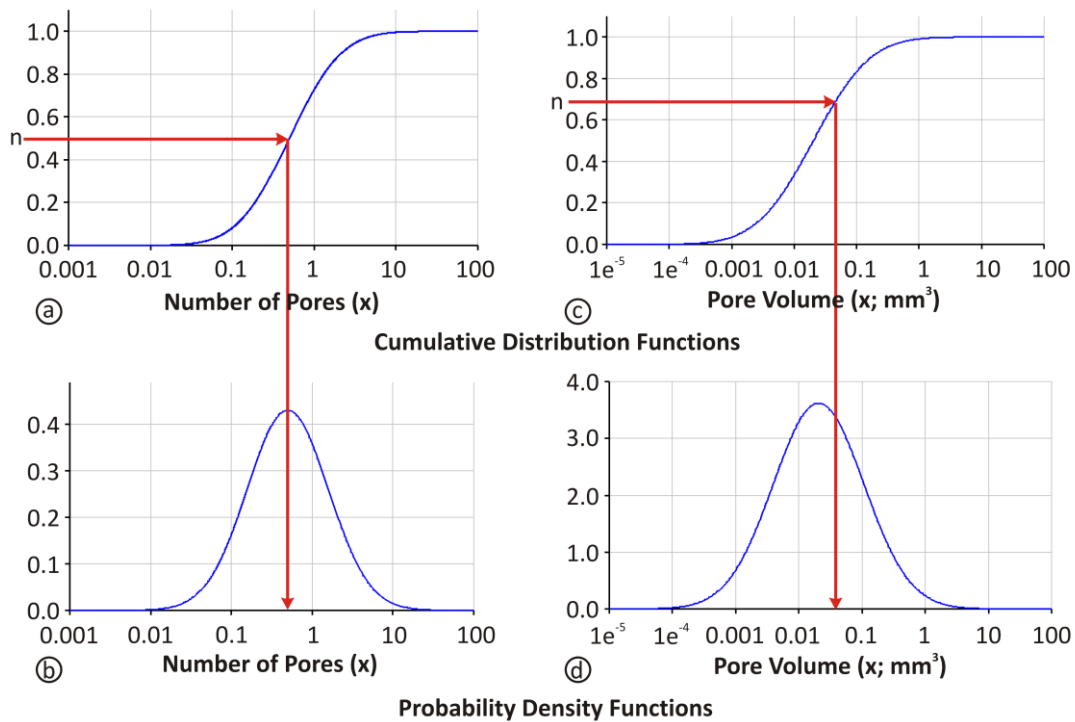 1.0
0.8
0.6
n
0.4
0.2
0.0
0.001 0.01 0.1 1 10 100
Number of Pores (x)
a
1.0
0.8
n
0.6
0.4
0.2
0.0
1e⁻⁵ 1e⁻⁴ 0.001 0.01 0.1 1 10 100
Pore Volume (x; mm³)
c
Cumulative Distribution Functions
0.4
0.3
0.2
0.1
0.0
0.001 0.01 0.1 1 10 100
Number of Pores (x)
b
4.0
3.0
2.0
1.0
0.0
1e⁻⁵ 1e⁻⁴ 0.001 0.01 0.1 1 10 100
Pore Volume (x; mm³)
d
Probability Density Functions